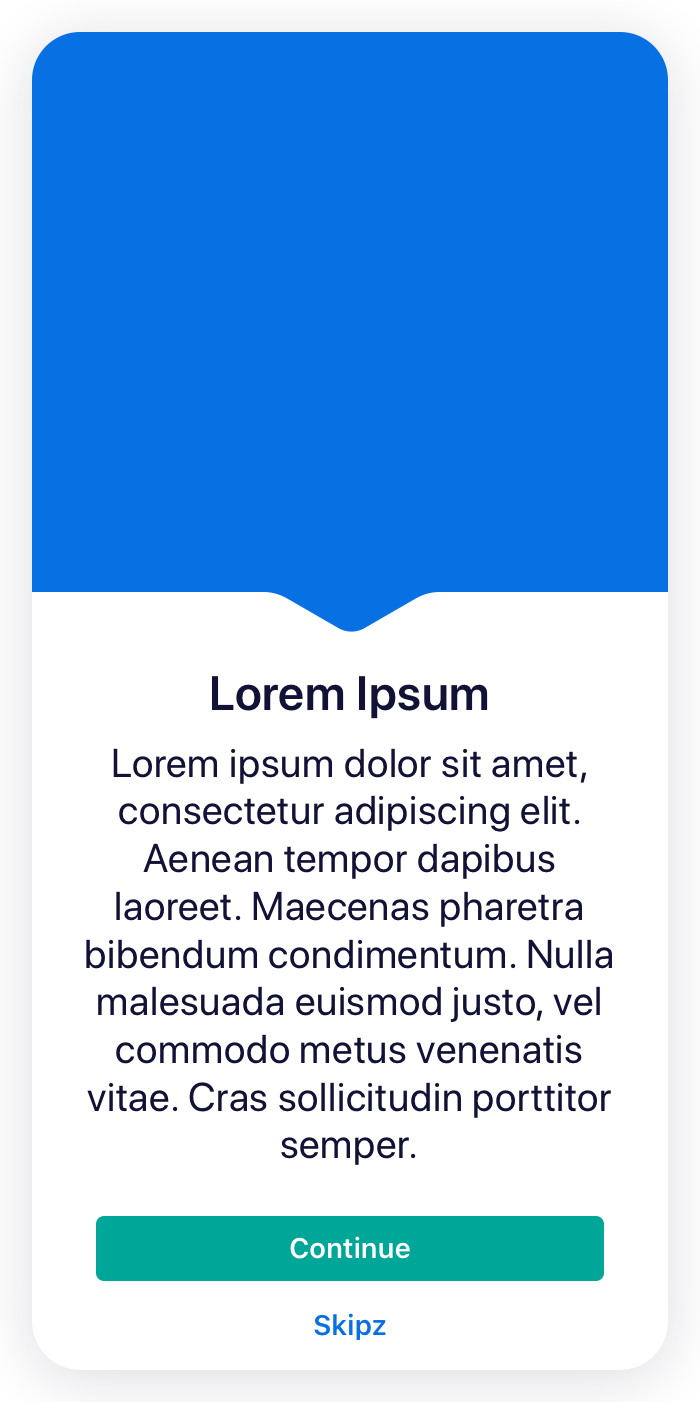 Lorem Ipsum
Lorem ipsum dolor sit amet,
consectetur adipiscing elit.
Aenean tempor dapibus
laoreet. Maecenas pharetra
bibendum condimentum. Nulla
malesuada euismod justo, vel
commodo metus venenatis
vitae. Cras sollicitudin porttitor
semper.
Continue
Skipz